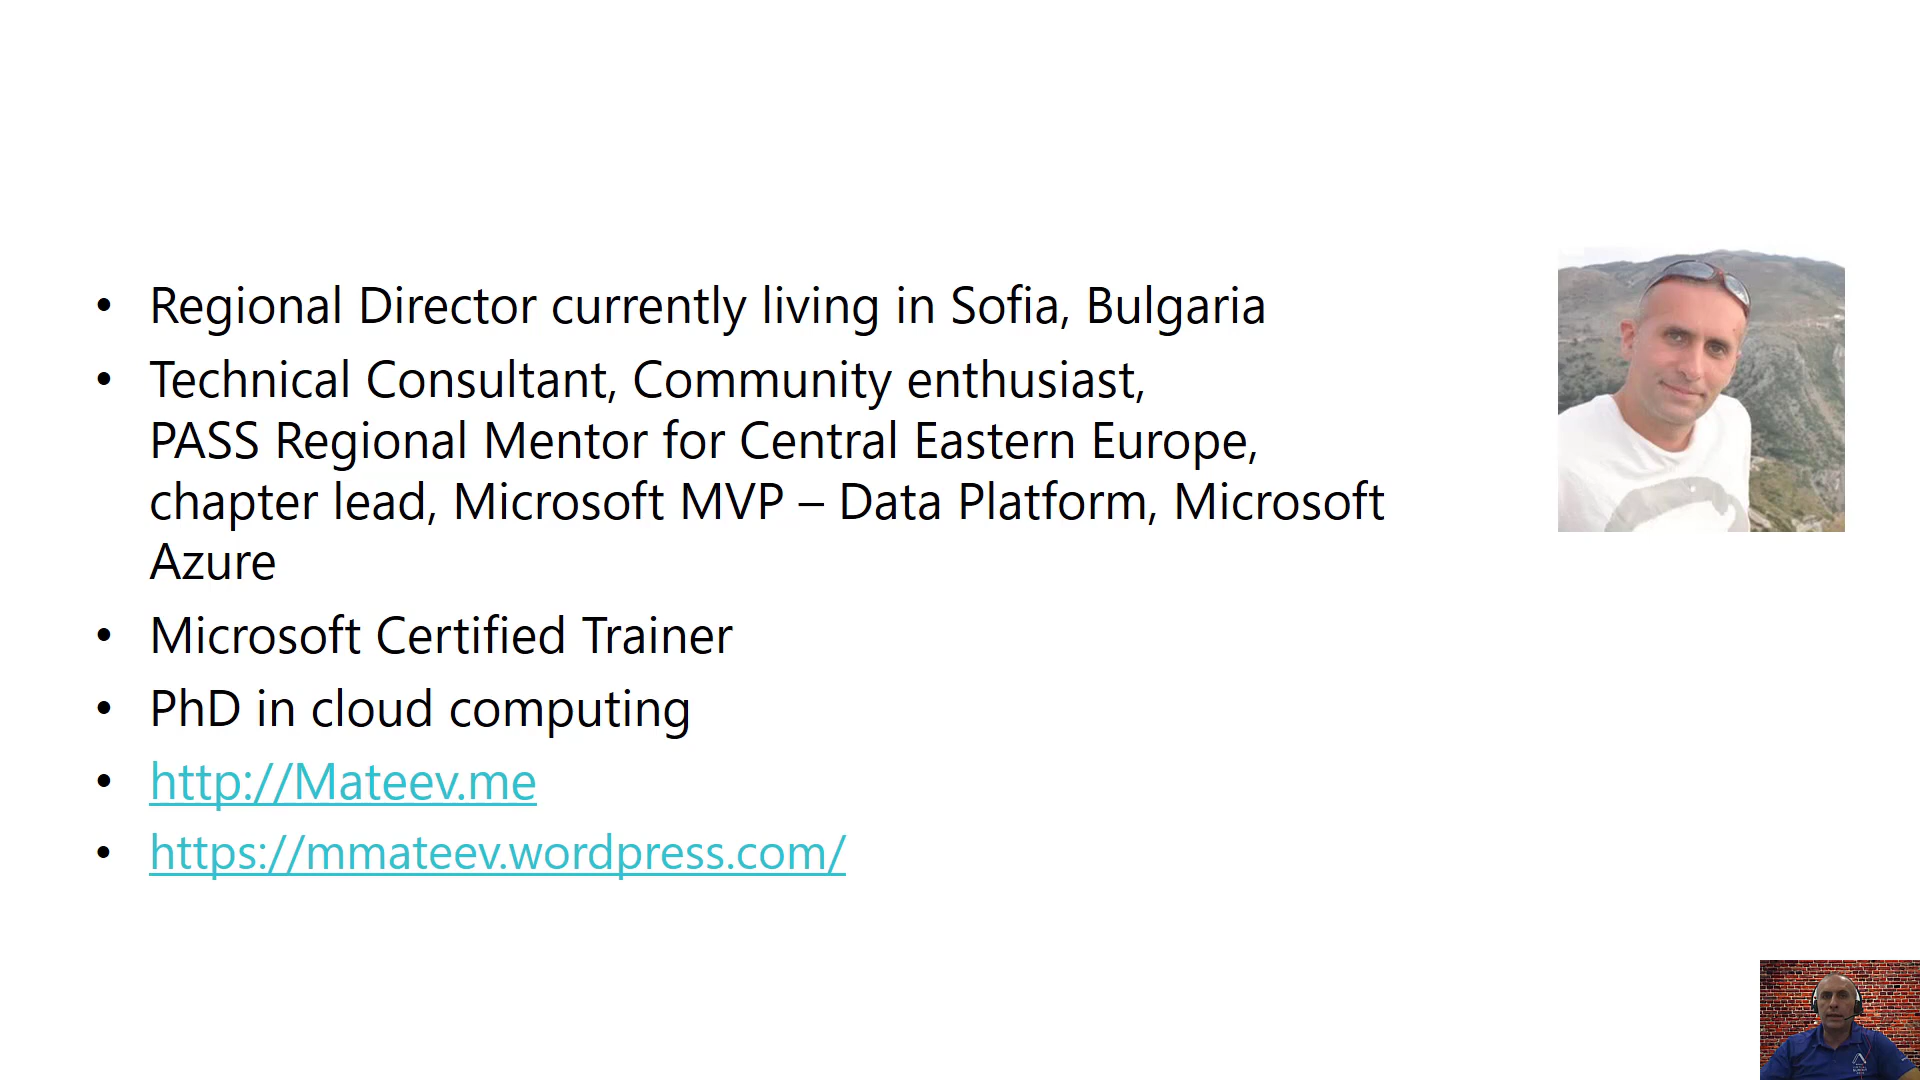 • Regional Director currently living in Sofia, Bulgaria
• Technical Consultant, Community enthusiast,
PASS Regional Mentor for Central Eastern Europe,
chapter lead, Microsoft MVP – Data Platform, Microsoft
Azure
• Microsoft Certified Trainer
• PhD in cloud computing
• http://Mateev.me
• https://mmateev.wordpress.com/